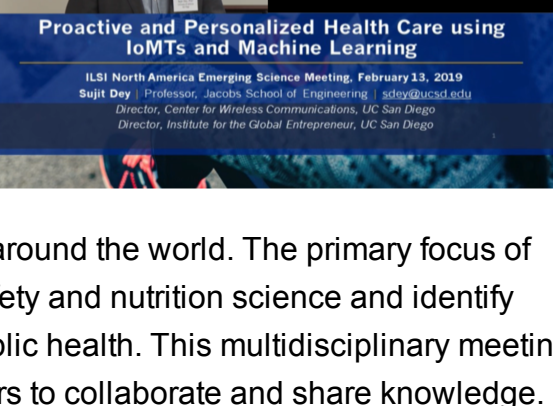 Proactive and Personalized Health Care using
IoMTs and Machine Learning
ILSI North America Emerging Science Meeting, February 13, 2019
Sujit Dey | Professor, Jacobs School of Engineering | sdey@ucsd.edu
Director, Center for Wireless Communications, UC San Diego
Director, Institute for the Global Entrepreneur, UC San Diego
1
around the world. The primary focus of
ety and nutrition science and identify
olic health. This multidisciplinary meetin
rs to collaborate and share knowledge.